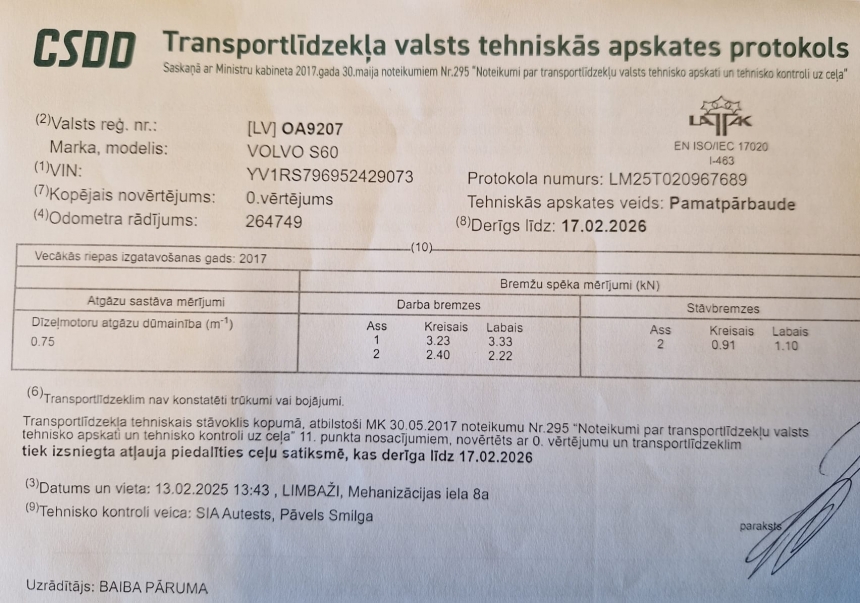 CSDD
Transportlīdzekļa valsts tehniskās apskates protokols
Saskaņā ar Ministru kabineta 2017.gada 30.maija noteikumiem Nr.295 "Noteikumi par transportlīdzekļu valsts tehnisko apskati un tehnisko kontroli uz ceļa"
(2)Valsts reģ. nr.: [LV] OA9207
Marka, modelis: VOLVO S60
(1)VIN: YV1RS796952429073
(7)Kopējais novērtējums: 0.vērtējums
(4)Odometra rādījums: 264749
LATAK
EN ISO/IEC 17020
I-463
Protokola numurs: LM25T020967689
Tehniskās apskates veids: Pamatpārbaude
(8)Derīgs līdz: 17.02.2026
(10)
Vecākās riepas izgatavošanas gads: 2017
Bremžu spēka mērījumi (kN)
Atgāzu sastāva mērījumi Darba bremzes Stāvbremzes
Dīzeļmotoru atgāzu dūmainība (m⁻¹)
0.75
Ass Kreisais Labais
1 3.23 3.33
2 2.40 2.22
Ass Kreisais Labais
2 0.91 1.10
(6)Transportlīdzeklim nav konstatēti trūkumi vai bojājumi.
Transportlīdzekļa tehniskais stāvoklis kopumā, atbilstoši MK 30.05.2017 noteikumu Nr.295 "Noteikumi par transportlīdzekļu valsts
tehnisko apskati un tehnisko kontroli uz ceļa" 11. punkta nosacījumiem, novērtēts ar 0. vērtējumu un transportlīdzeklim
tiek izsniegta atļauja piedalīties ceļu satiksmē, kas derīga līdz 17.02.2026
(3)Datums un vieta: 13.02.2025 13:43 , LIMBAŽI, Mehanizācijas iela 8a
(9)Tehnisko kontroli veica: SIA Autests, Pāvels Smilga
paraksts
Uzrādītājs: BAIBA PĀRUMA